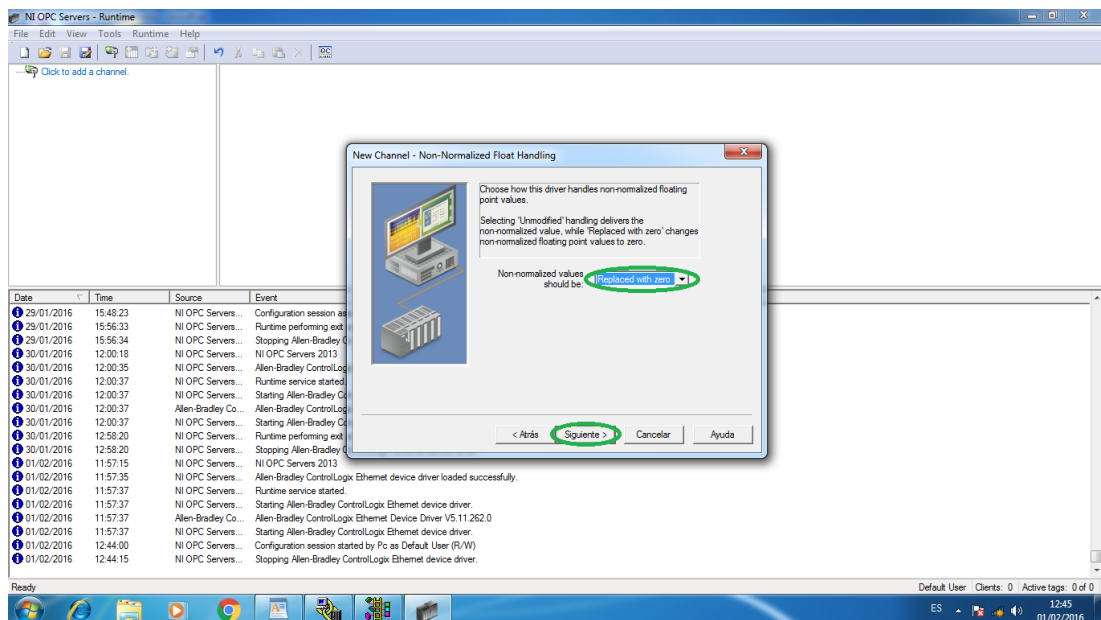 NI OPC Servers - Runtime
File Edit View Tools Runtime Help
Click to add a channel.
New Channel - Non-Normalized Float Handling
Choose how this driver handles non-normalized floating
point values.
Selecting 'Unmodified' handling delivers the
non-normalized value, while 'Replaced with zero' changes
non-normalized floating point values to zero.
Non-normalized values
should be:
Replaced with zero
< Atrás Siguiente > Cancelar Ayuda
Date Time Source Event
29/01/2016 15:48:23 NI OPC Servers... Configuration session as
29/01/2016 15:56:33 NI OPC Servers... Runtime performing exit
29/01/2016 15:56:34 NI OPC Servers... Stopping Allen-Bradley
30/01/2016 12:00:18 NI OPC Servers... NI OPC Servers 2013
30/01/2016 12:00:35 NI OPC Servers... Allen-Bradley ControlLog
30/01/2016 12:00:37 NI OPC Servers... Runtime service started.
30/01/2016 12:00:37 NI OPC Servers... Starting Allen-Bradley Co
30/01/2016 12:00:37 Allen-Bradley Co... Allen-Bradley ControlLog
30/01/2016 12:00:37 NI OPC Servers... Starting Allen-Bradley Co
30/01/2016 12:58:20 NI OPC Servers... Runtime performing exit
30/01/2016 12:58:20 NI OPC Servers... Stopping Allen-Bradley
01/02/2016 11:57:15 NI OPC Servers... NI OPC Servers 2013
01/02/2016 11:57:35 NI OPC Servers... Allen-Bradley ControlLogix Ethernet device driver loaded successfully.
01/02/2016 11:57:37 NI OPC Servers... Runtime service started.
01/02/2016 11:57:37 NI OPC Servers... Starting Allen-Bradley ControlLogix Ethernet device driver.
01/02/2016 11:57:37 Allen-Bradley Co... Allen-Bradley ControlLogix Ethernet Device Driver V5.11.262.0
01/02/2016 11:57:37 NI OPC Servers... Starting Allen-Bradley ControlLogix Ethernet device driver.
01/02/2016 12:44:00 NI OPC Servers... Configuration session started by Pc as Default User (R/W)
01/02/2016 12:44:15 NI OPC Servers... Stopping Allen-Bradley ControlLogix Ethernet device driver.
Ready Default User Clients: 0 Active tags: 0 of 0
ES 12:45
01/02/2016